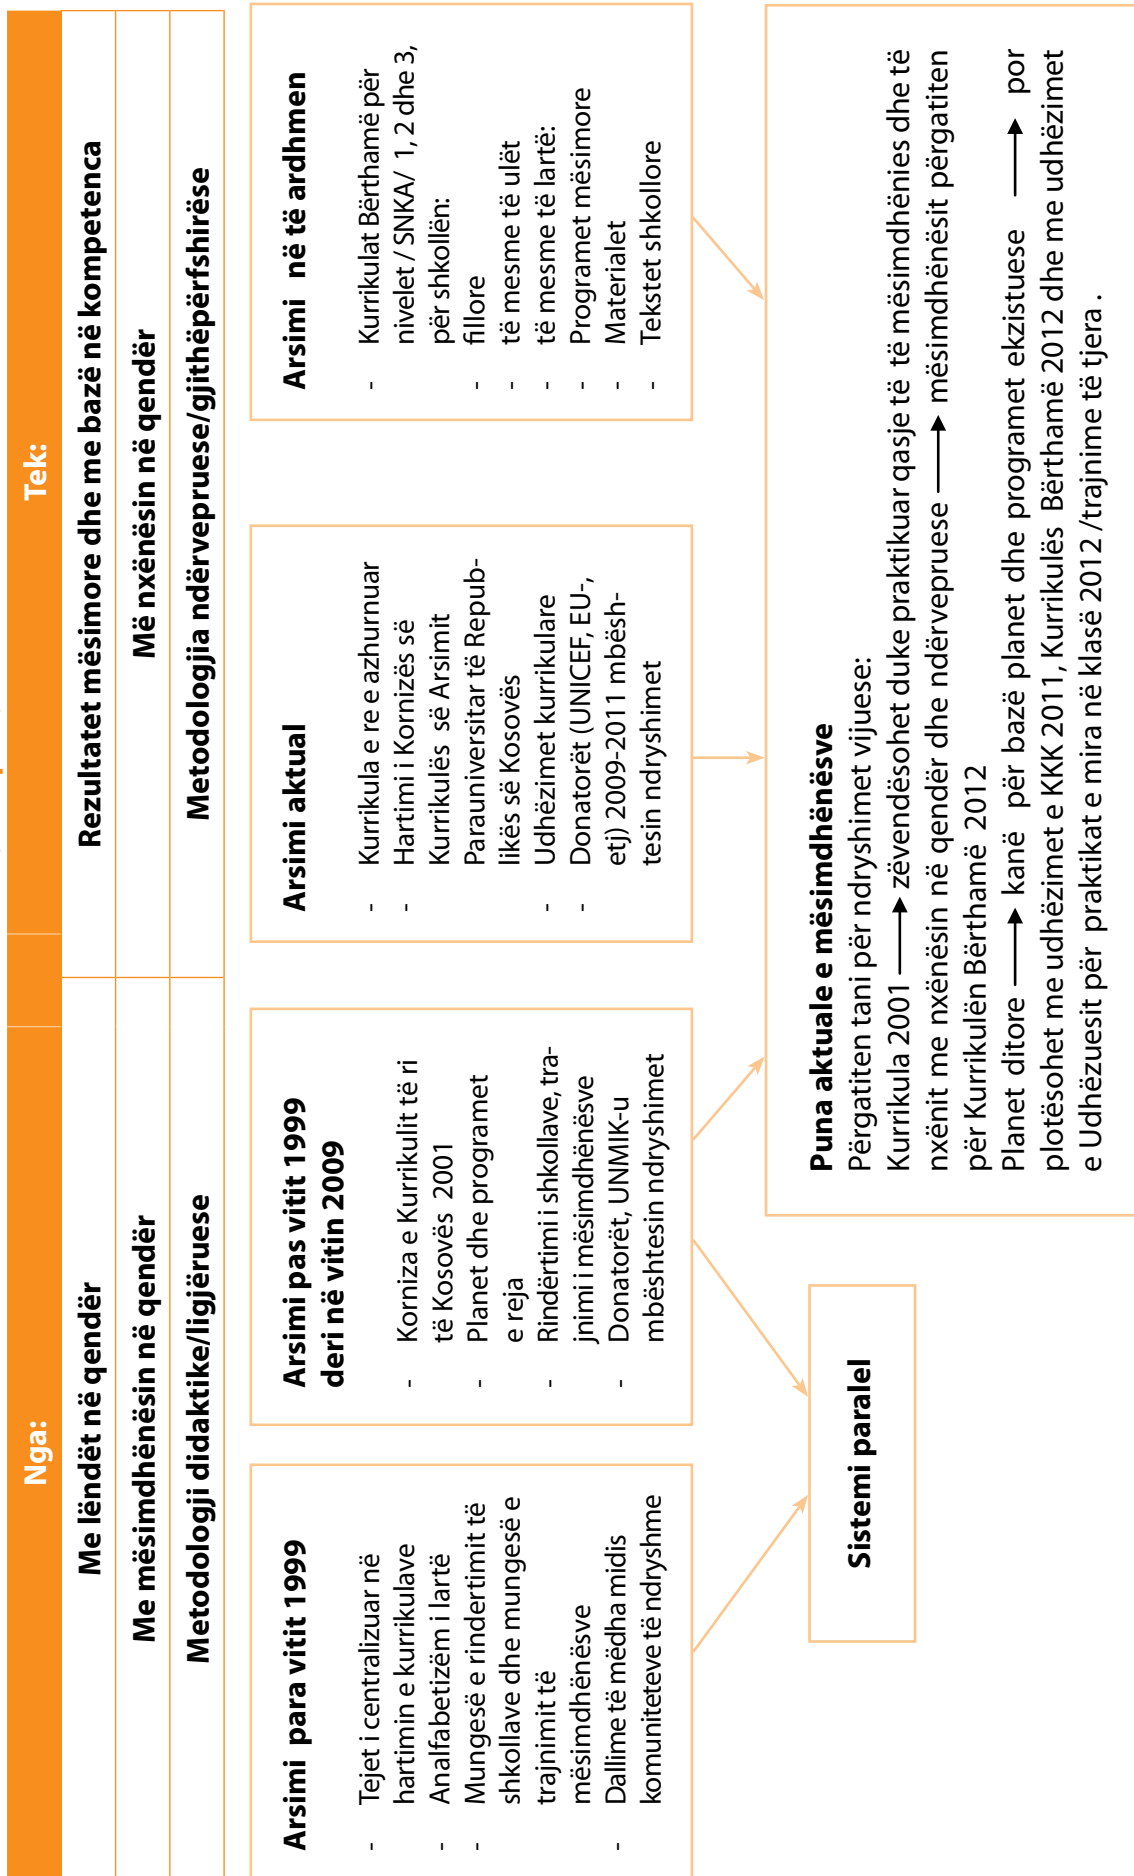 Nga:
Tek:
Me lëndët në qendër
Rezultatet mësimore dhe me bazë në kompetenca
Me mësimdhënësin në qendër
Më nxënësin në qendër
Metodologji didaktike/ligjëruese
Metodologjia ndërvepruese/gjithëpërfshirëse
Arsimi para vitit 1999
- Tejet i centralizuar në
hartimin e kurrikulave
- Analfabetizëm i lartë
- Mungesë e rindertimit të
shkollave dhe mungesë e
trajnimit të
mësimdhënësve
- Dallime të mëdha midis
komuniteteve të ndryshme
Arsimi pas vitit 1999
deri në vitin 2009
- Korniza e Kurrikulit të ri
të Kosovës 2001
- Planet dhe programet
e reja
- Rindërtimi i shkollave, tra-
jnimi i mësimdhënësve
- Donatorët, UNMIK-u
mbështesin ndryshimet
Arsimi aktual
- Kurrikula e re e azhurnuar
- Hartimi i Kornizës së
Kurrikulës së Arsimit
Parauniversitar të Repub-
likës së Kosovës
- Udhëzimet kurrikulare
- Donatorët (UNICEF, EU-,
etj) 2009-2011 mbësh-
tesin ndryshimet
Arsimi në të ardhmen
- Kurrikulat Bërthamë për
nivelet / SNKA/ 1, 2 dhe 3,
për shkollën:
- fillore
- të mesme të ulët
- të mesme të lartë:
- Programet mësimore
- Materialet
- Tekstet shkollore
Sistemi paralel
Puna aktuale e mësimdhënësve
Përgatiten tani për ndryshimet vijuese:
Kurrikula 2001 → zëvendësohet duke praktikuar qasje të të mësimdhënies dhe të
nxënit me nxënësin në qendër dhe ndërvepruese → mësimdhënësit përgatiten
për Kurrikulën Bërthamë 2012
Planet ditore → kanë për bazë planet dhe programet ekzistuese → por
plotësohet me udhëzimet e KKK 2011, Kurrikulës Bërthamë 2012 dhe me udhëzimet
e Udhëzuesit për praktikat e mira në klasë 2012 /trajnime të tjera .